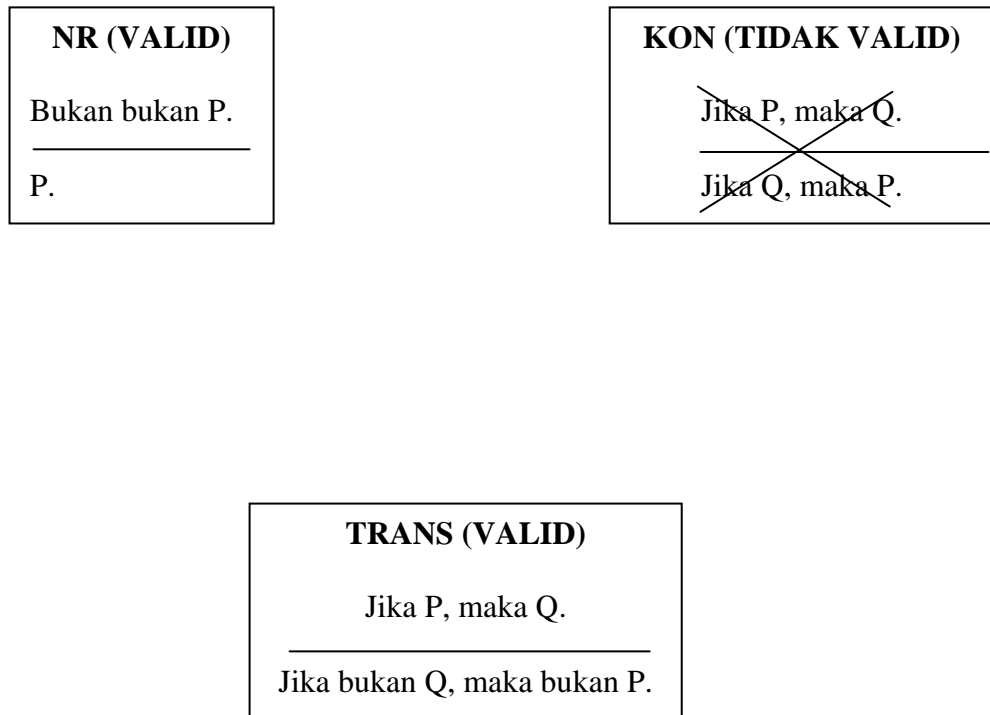 NR (VALID)
Bukan bukan P.
P.
KON (TIDAK VALID)
Jika P, maka Q.
Jika Q, maka P.
TRANS (VALID)
Jika P, maka Q.
Jika bukan Q, maka bukan P.